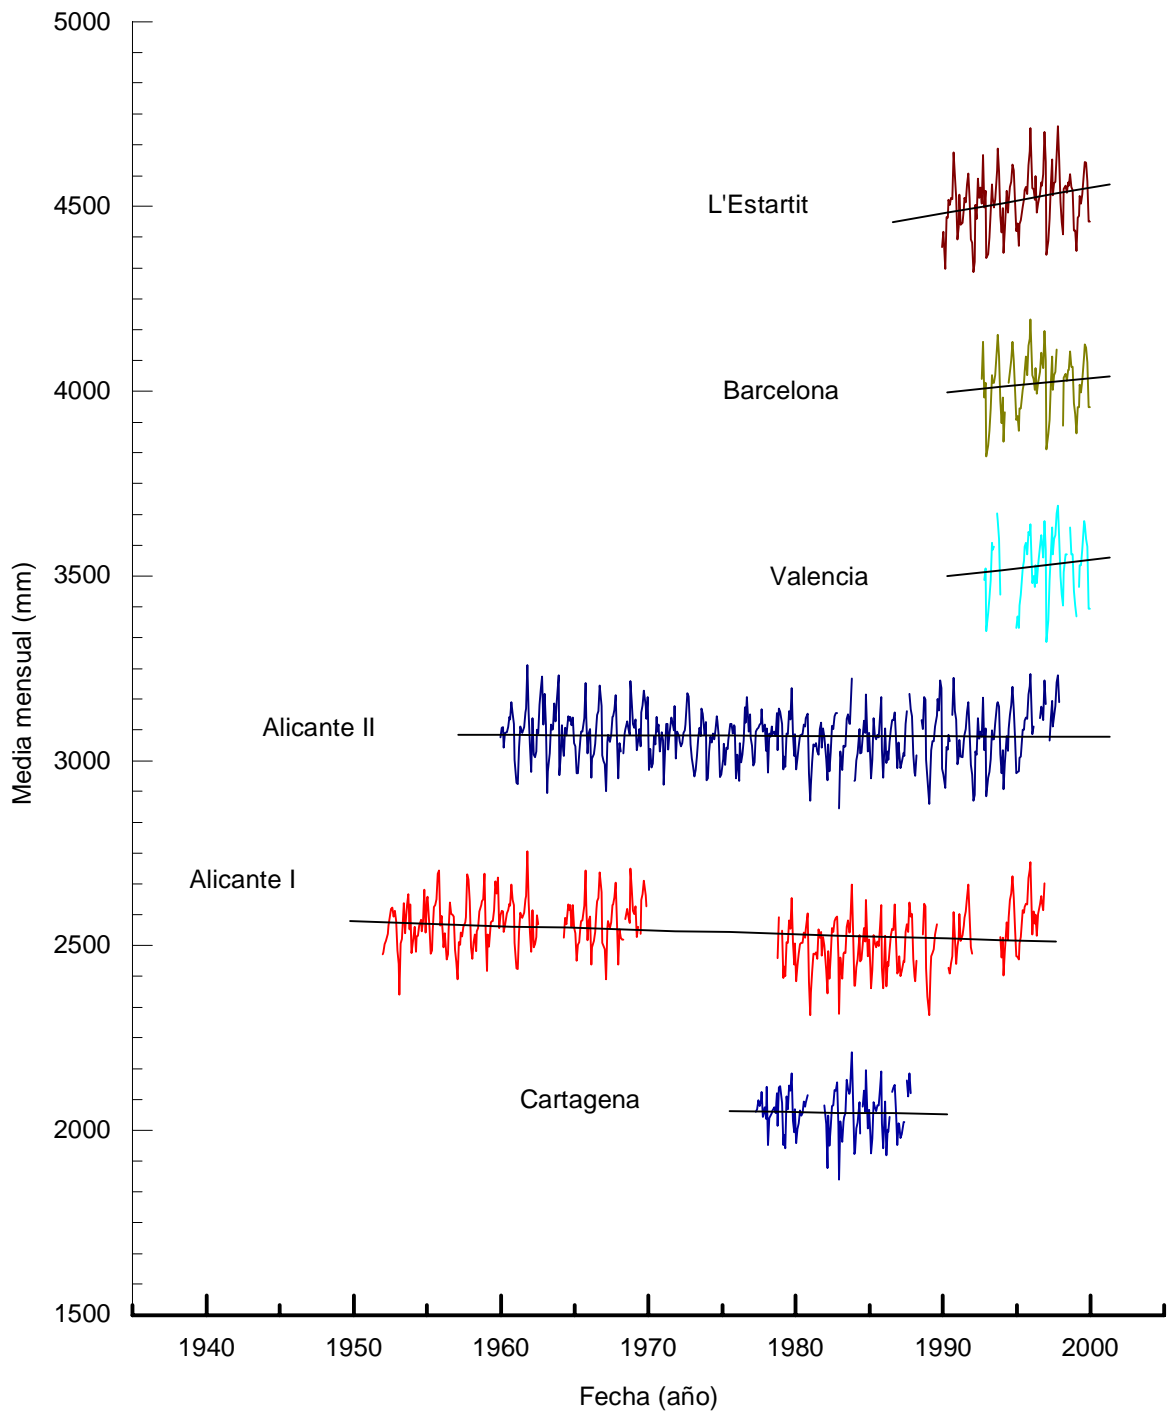 5000
4500
4000
3500
3000
2500
2000
1500
Media mensual (mm)
L'Estartit
Barcelona
Valencia
Alicante II
Alicante I
Cartagena
1940 1950 1960 1970 1980 1990 2000
Fecha (año)